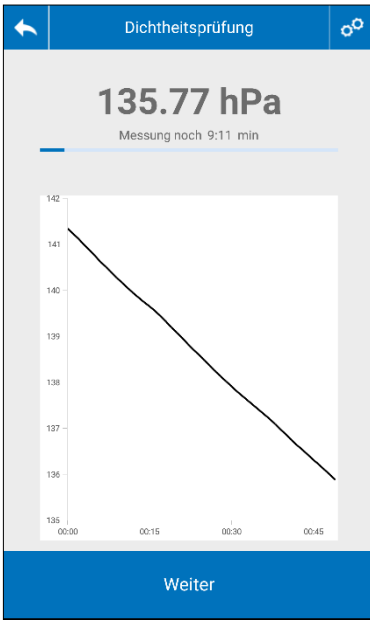 Dichtheitsprüfung
135.77 hPa
Messung noch 9:11 min
142
141
140
139
138
137
136
135
00:00 00:15 00:30 00:45
Weiter